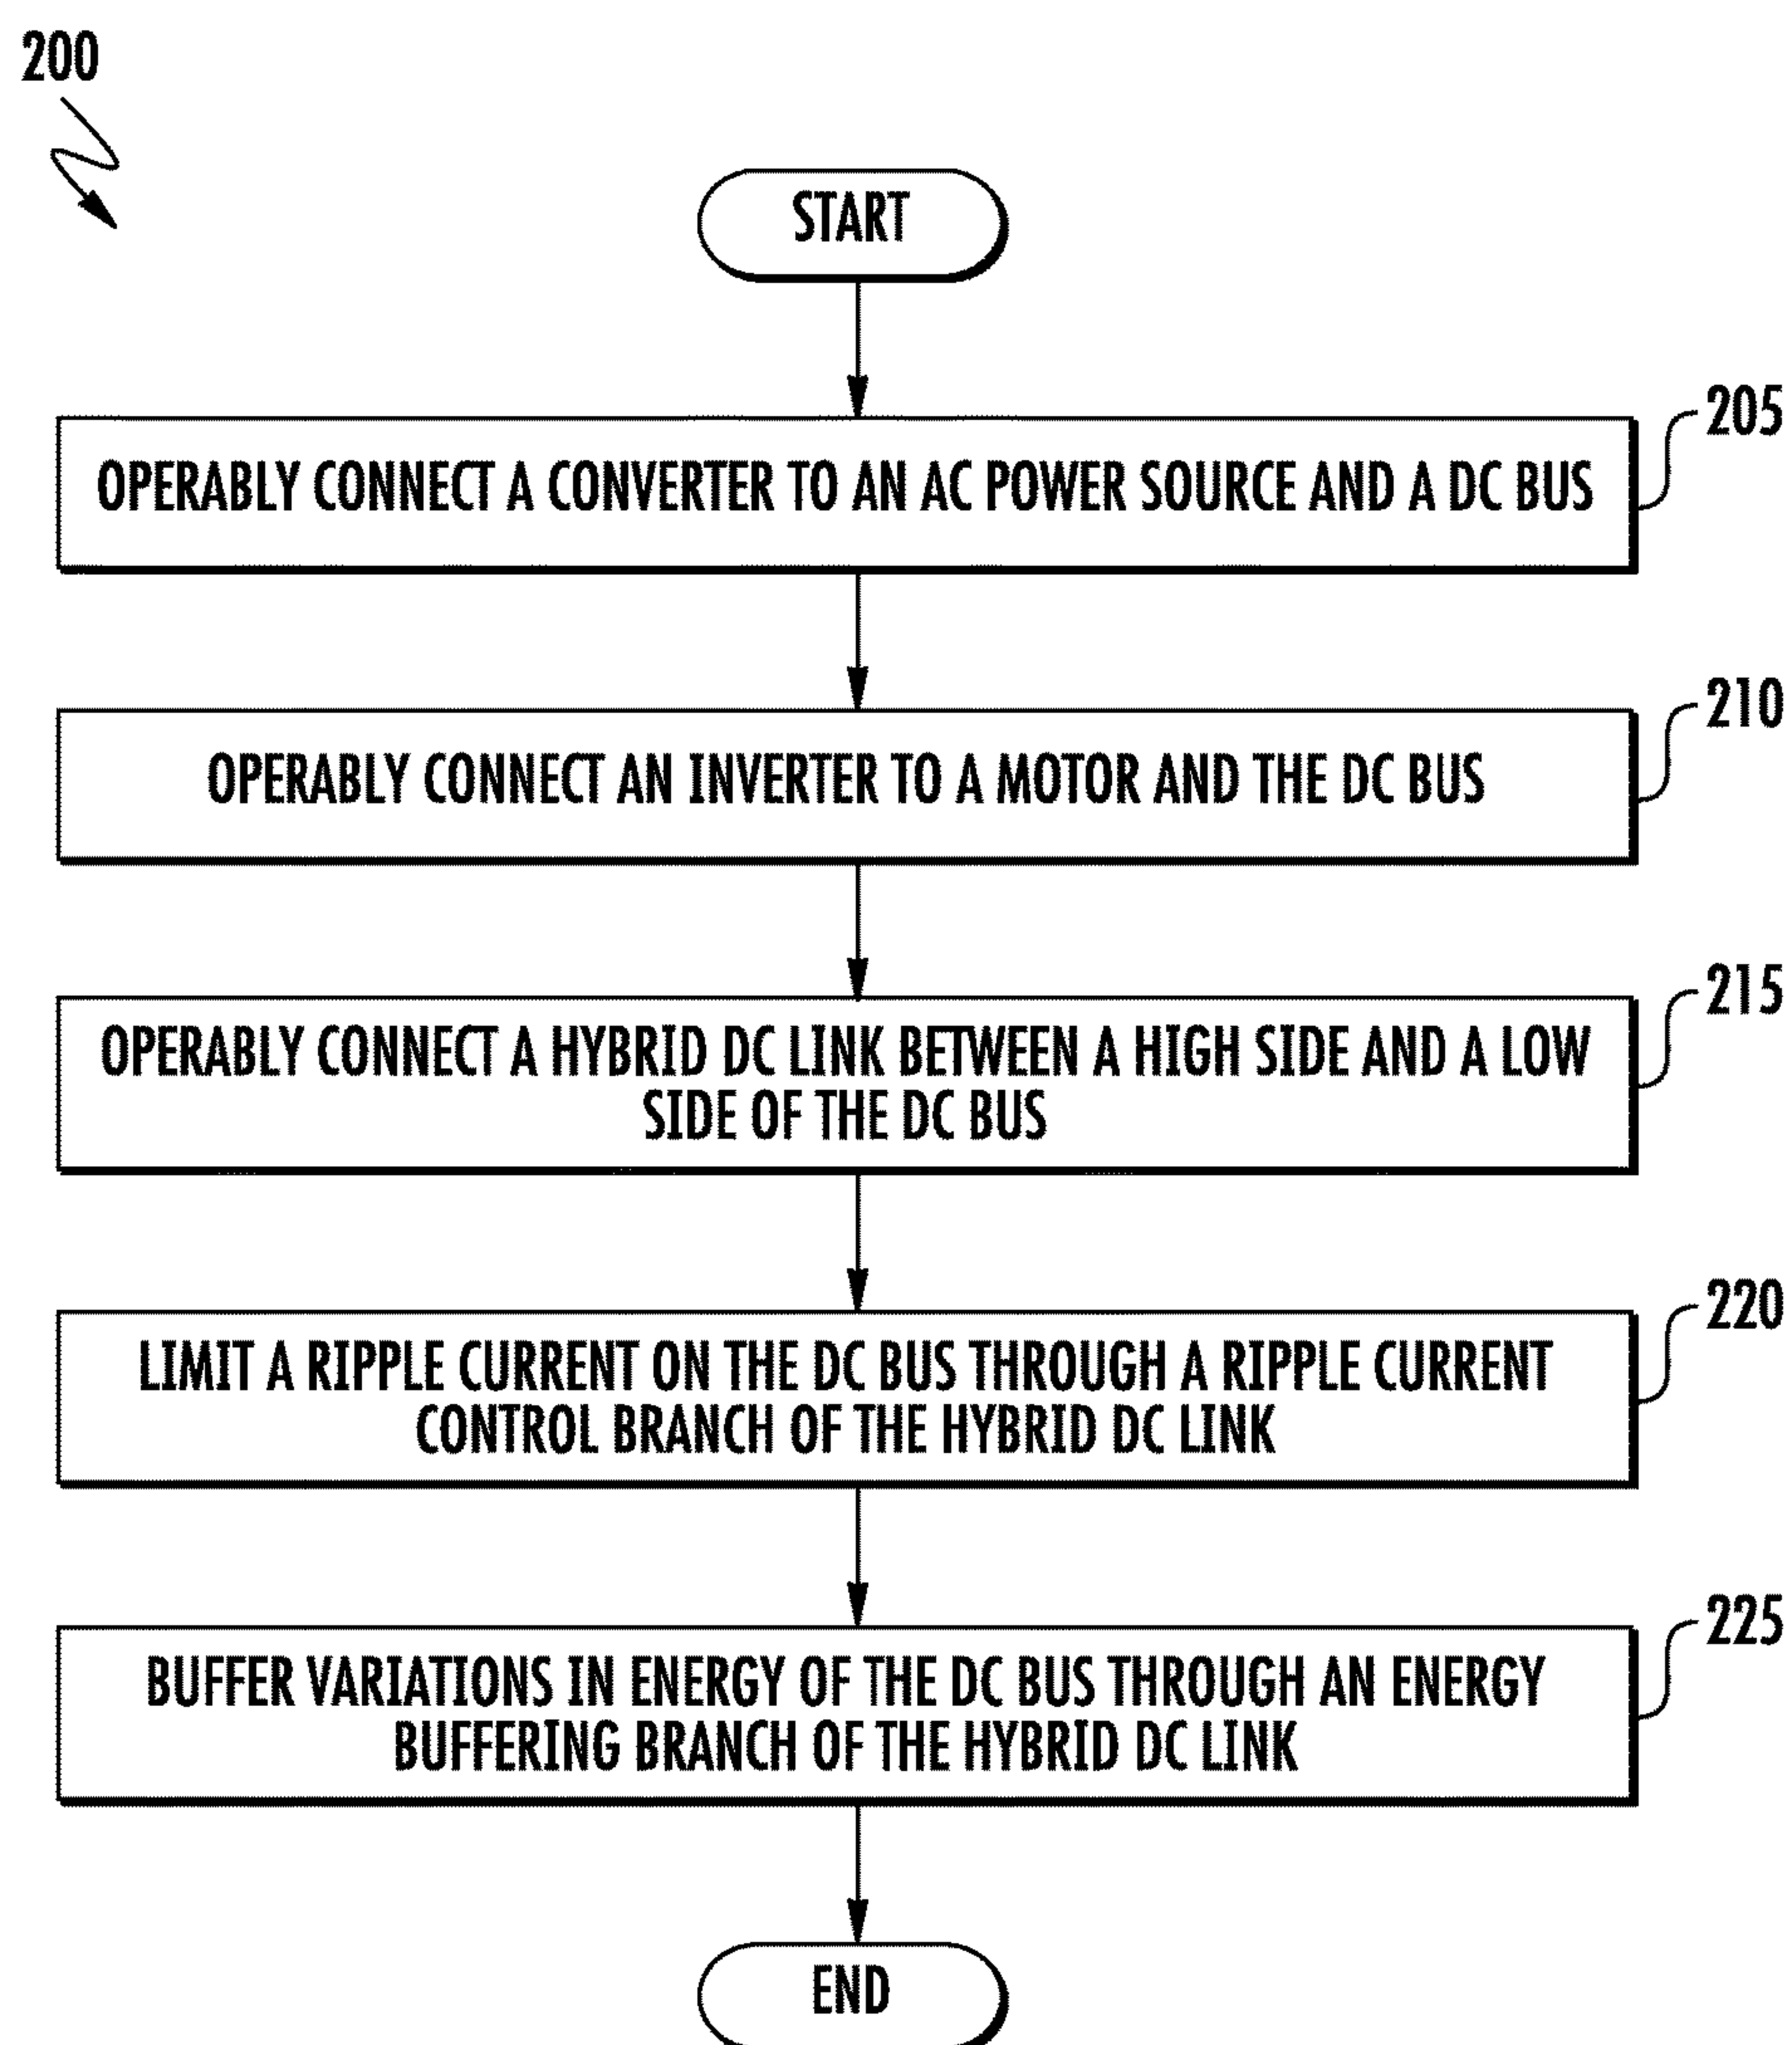 200
START
205
OPERABLY CONNECT A CONVERTER TO AN AC POWER SOURCE AND A DC BUS
210
OPERABLY CONNECT AN INVERTER TO A MOTOR AND THE DC BUS
215
OPERABLY CONNECT A HYBRID DC LINK BETWEEN A HIGH SIDE AND A LOW
SIDE OF THE DC BUS
220
LIMIT A RIPPLE CURRENT ON THE DC BUS THROUGH A RIPPLE CURRENT
CONTROL BRANCH OF THE HYBRID DC LINK
225
BUFFER VARIATIONS IN ENERGY OF THE DC BUS THROUGH AN ENERGY
BUFFERING BRANCH OF THE HYBRID DC LINK
END